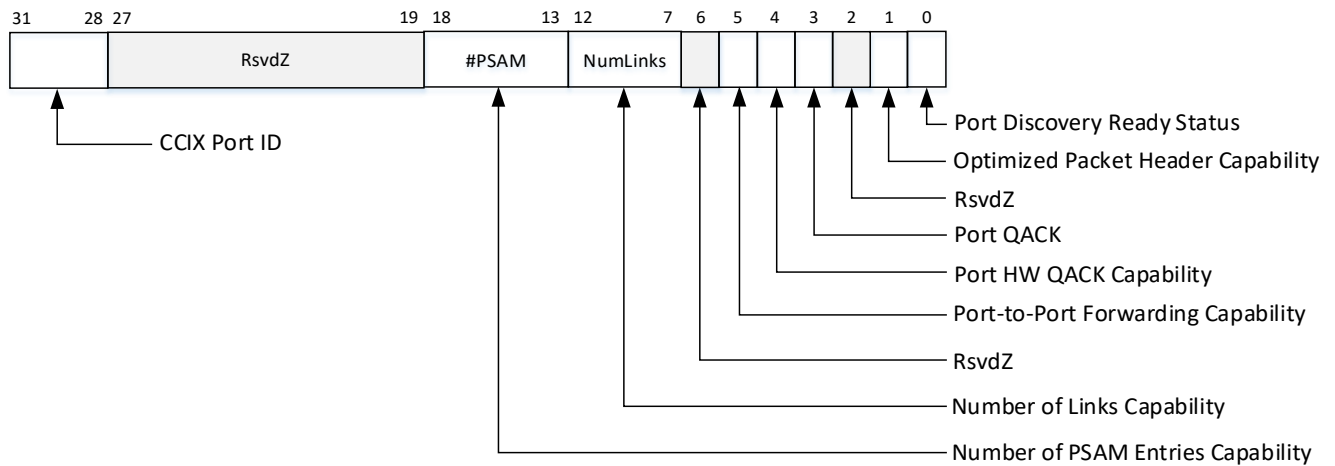 31 28 27 19 18 13 12 7 6 5 4 3 2 1 0
RsvdZ #PSAM NumLinks
Port Discovery Ready Status
CCIX Port ID
Optimized Packet Header Capability
RsvdZ
Port QACK
Port HW QACK Capability
Port-to-Port Forwarding Capability
RsvdZ
Number of Links Capability
Number of PSAM Entries Capability